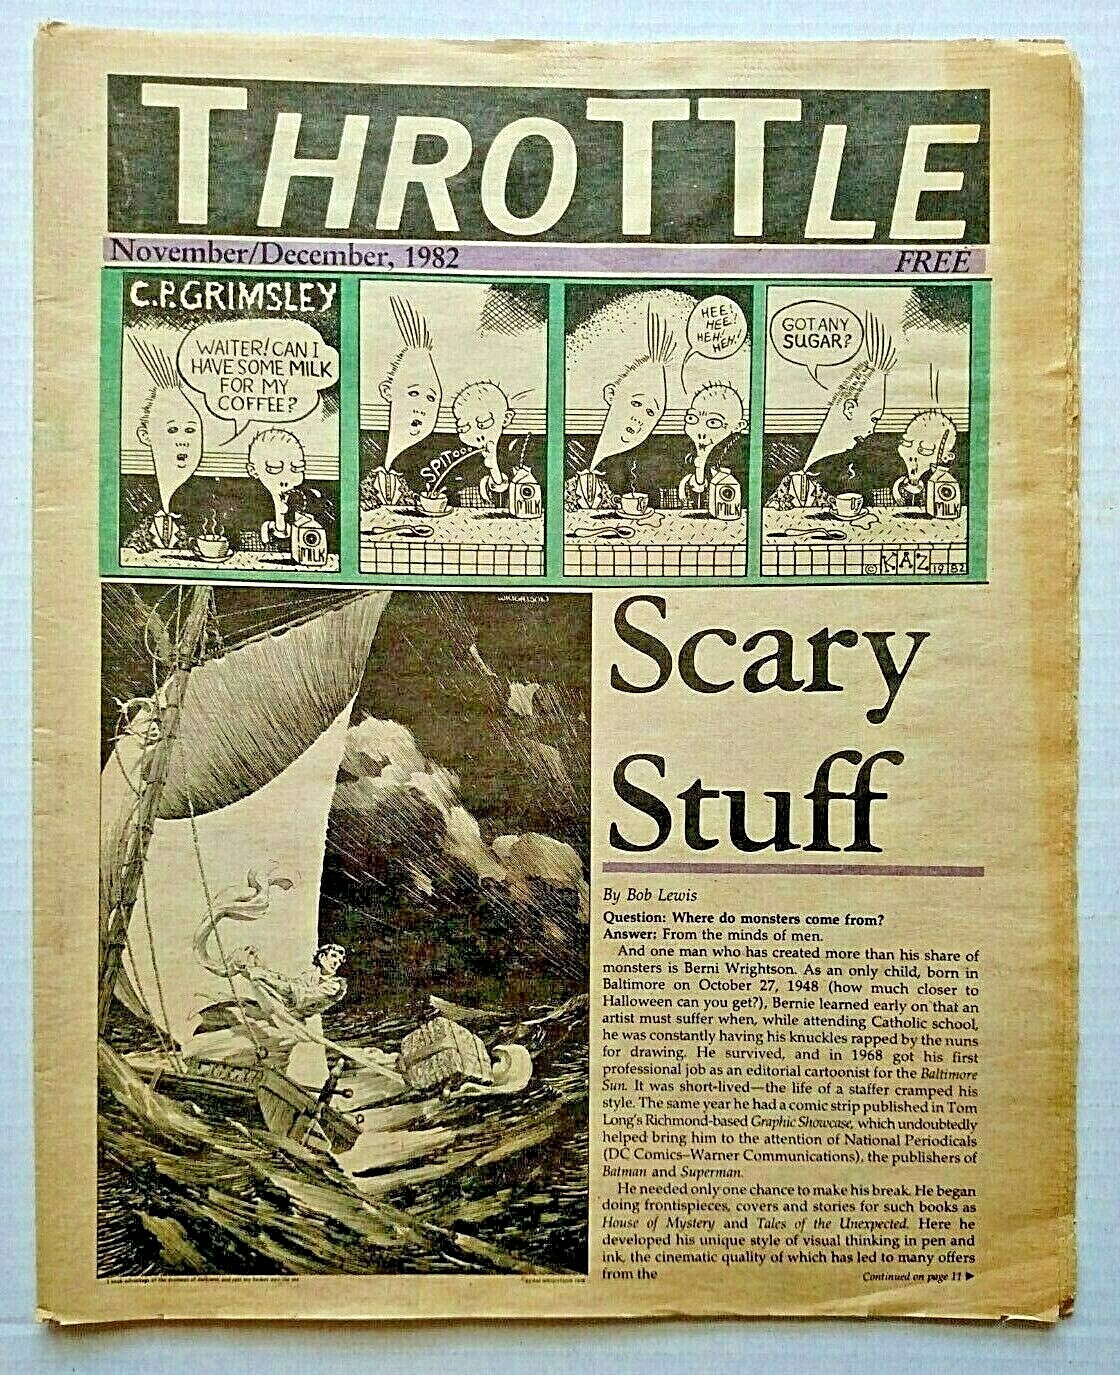 THROTTLE
November/December, 1982
FREE
C.P. GRIMSLEY
WAITER! CAN I
HAVE SOME MILK
FOR MY
COFFEE?
MILK
SPIT000
MILK
HEE!
HEE!
HEH!
HEH!
MILK
GOT ANY
SUGAR?
MILK
© KAZ 1982
WRIGHTSON
Scary
Stuff
By Bob Lewis
Question: Where do monsters come from?
Answer: From the minds of men.
And one man who has created more than his share of
monsters is Berni Wrightson. As an only child, born in
Baltimore on October 27, 1948 (how much closer to
Halloween can you get?), Bernie learned early on that an
artist must suffer when, while attending Catholic school,
he was constantly having his knuckles rapped by the nuns
for drawing. He survived, and in 1968 got his first
professional job as an editorial cartoonist for the Baltimore
Sun. It was short-lived—the life of a staffer cramped his
style. The same year he had a comic strip published in Tom
Long's Richmond-based Graphic Showcase, which undoubtedly
helped bring him to the attention of National Periodicals
(DC Comics–Warner Communications), the publishers of
Batman and Superman.
He needed only one chance to make his break. He began
doing frontispieces, covers and stories for such books as
House of Mystery and Tales of the Unexpected. Here he
developed his unique style of visual thinking in pen and
ink, the cinematic quality of which has led to many offers
from the
Continued on page 11 ►